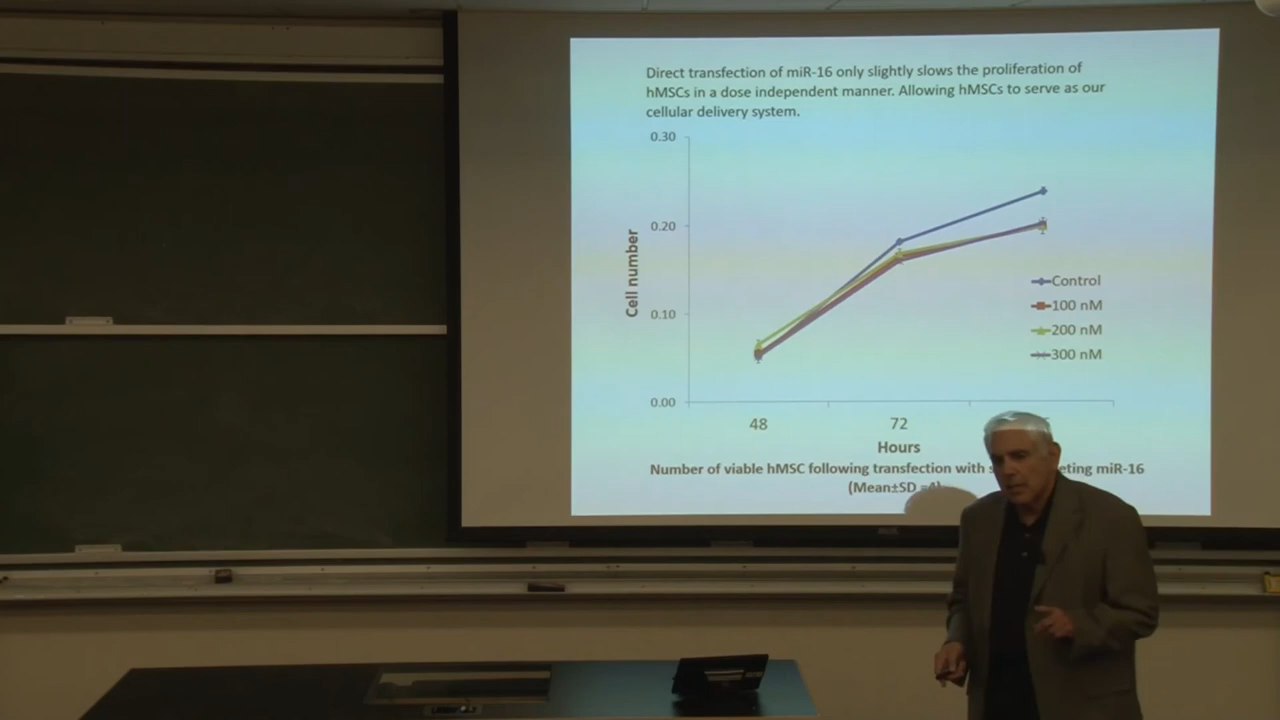 Direct transfection of miR-16 only slightly slows the proliferation of
hMSCs in a dose independent manner. Allowing hMSCs to serve as our
cellular delivery system.
0.30
0.20
0.10
0.00
Cell number
Control
100 nM
200 nM
300 nM
48 72
Hours
Number of viable hMSC following transfection with miR-16
(Mean±SD